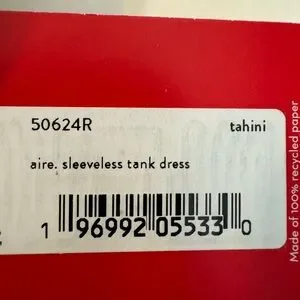 50624R tahini
aire. sleeveless tank dress
1 96992 05533 0
Made of 100% recycled paper